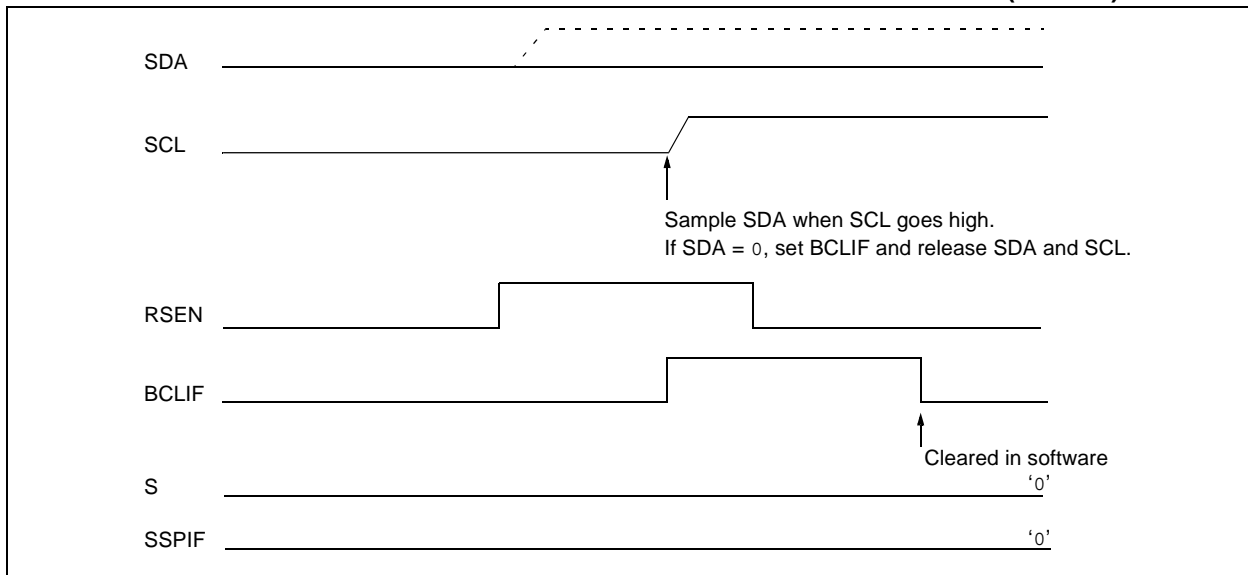 SDA
SCL
Sample SDA when SCL goes high.
If SDA = 0, set BCLIF and release SDA and SCL.
RSEN
BCLIF
Cleared in software
S
‘0’
SSPIF
‘0’